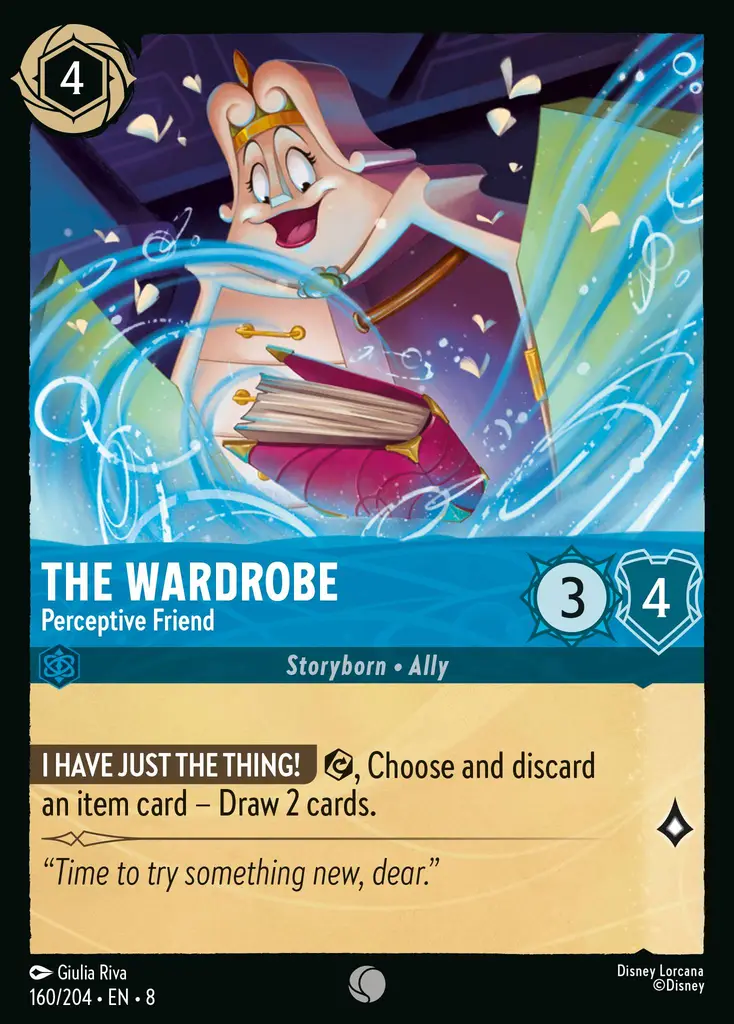 4
THE WARDROBE
Perceptive Friend
3
4
Storyborn • Ally
I HAVE JUST THE THING! , Choose and discard
an item card – Draw 2 cards.
“Time to try something new, dear.”
Giulia Riva
160/204 • EN • 8
Disney Lorcana
©Disney